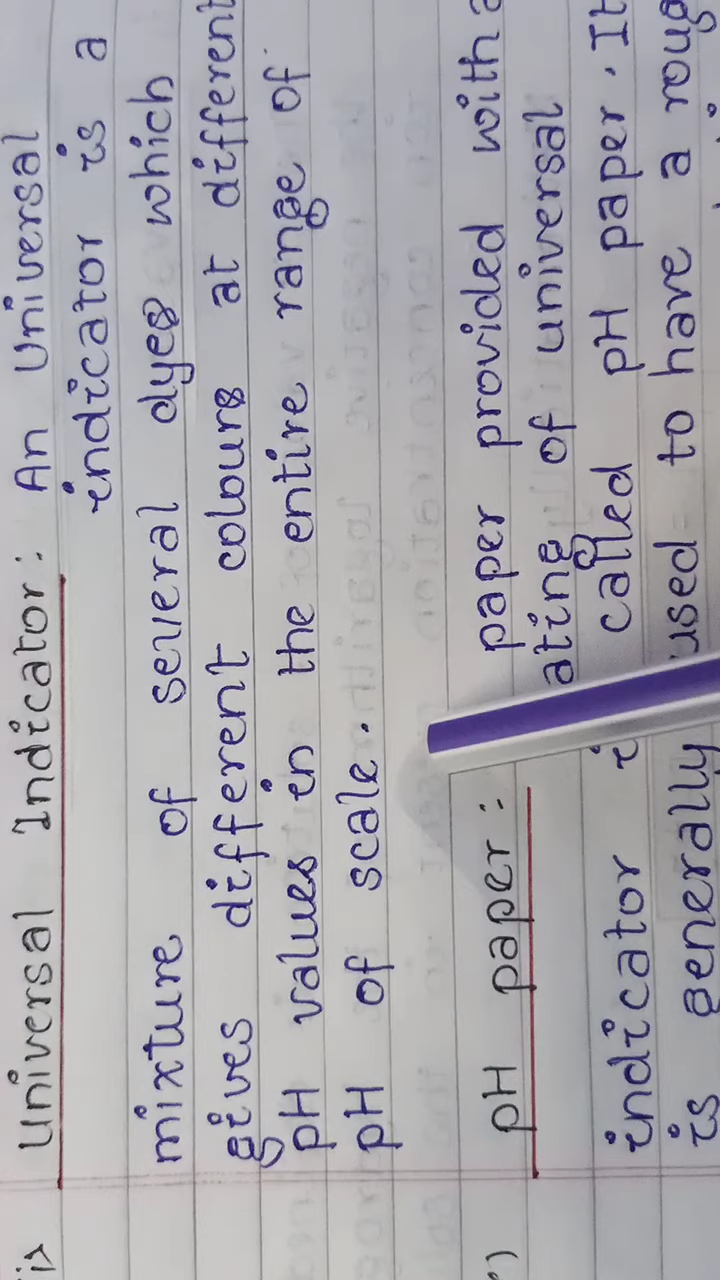 Universal Indicator: An Universal
indicator is a
mixture of several dyes which
gives different colours at different
pH values in the entire range of
pH of scale.
pH paper: paper provided with
ating of universal
indicator called pH paper. It
is generally used to have a roug